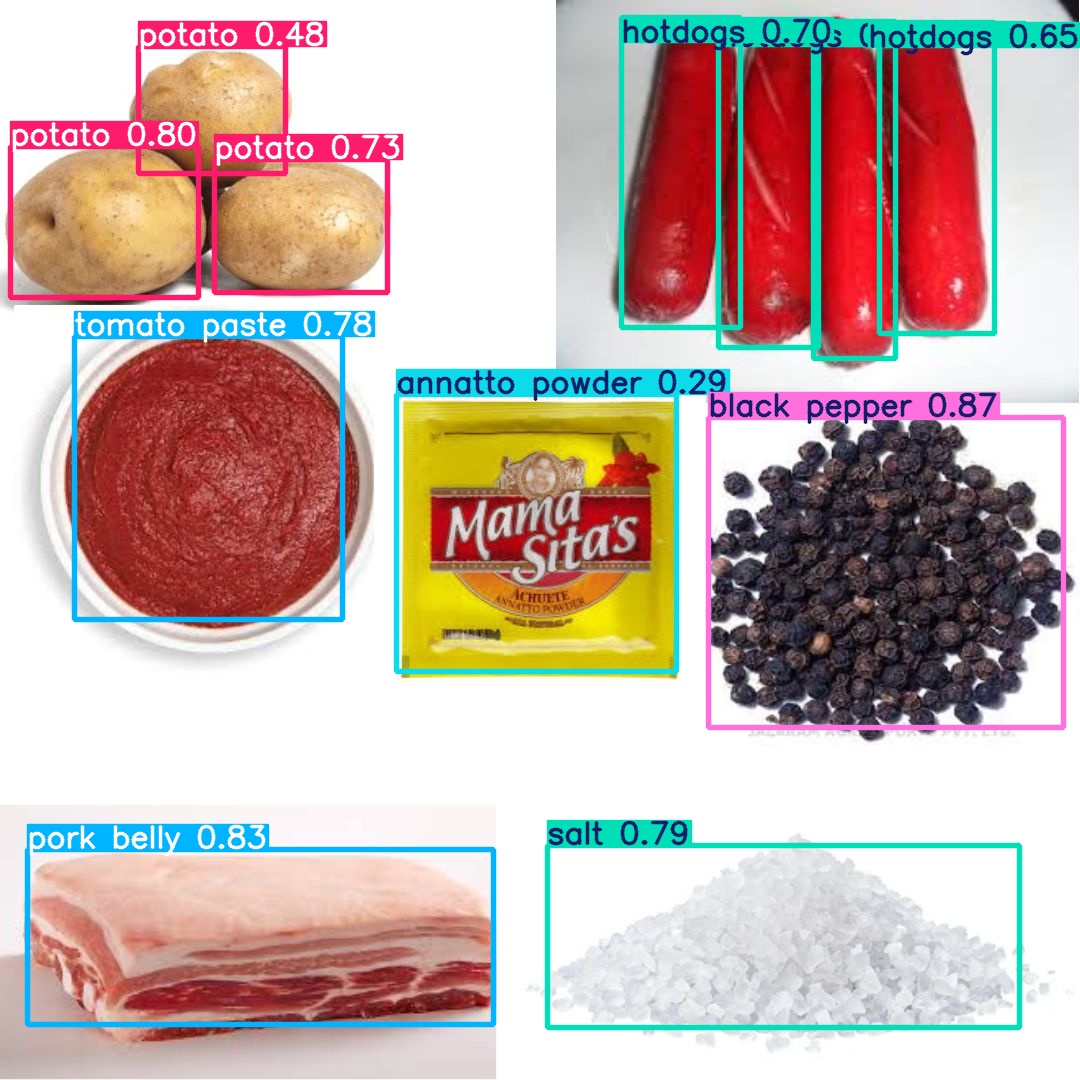 potato 0.48
hotdogs 0.70
hotdogs 0.65
potato 0.80
potato 0.73
tomato paste 0.78
annatto powder 0.29
black pepper 0.87
Mama
Sita's
ACHUETE
ANNATTO POWDER
pork belly 0.83
salt 0.79